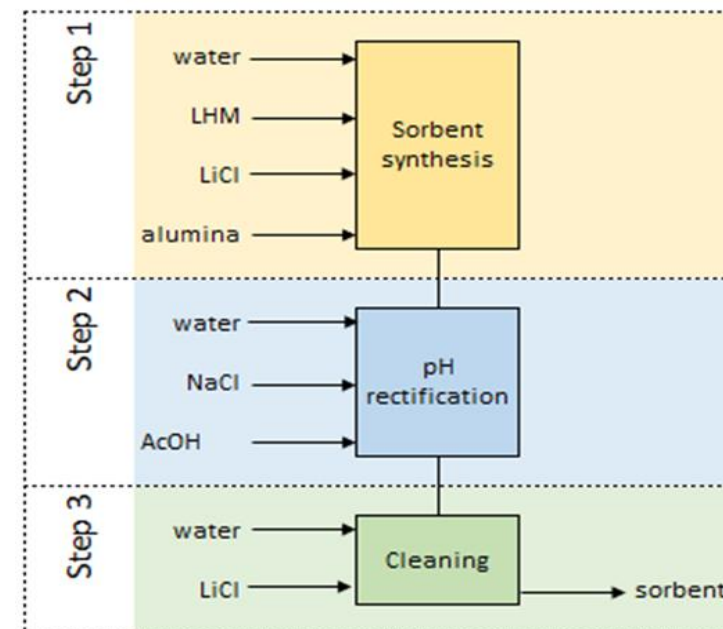 Step 1
water
LHM
LiCl
alumina
Sorbent
synthesis
Step 2
water
NaCl
AcOH
pH
rectification
Step 3
water
LiCl
Cleaning
sorbent